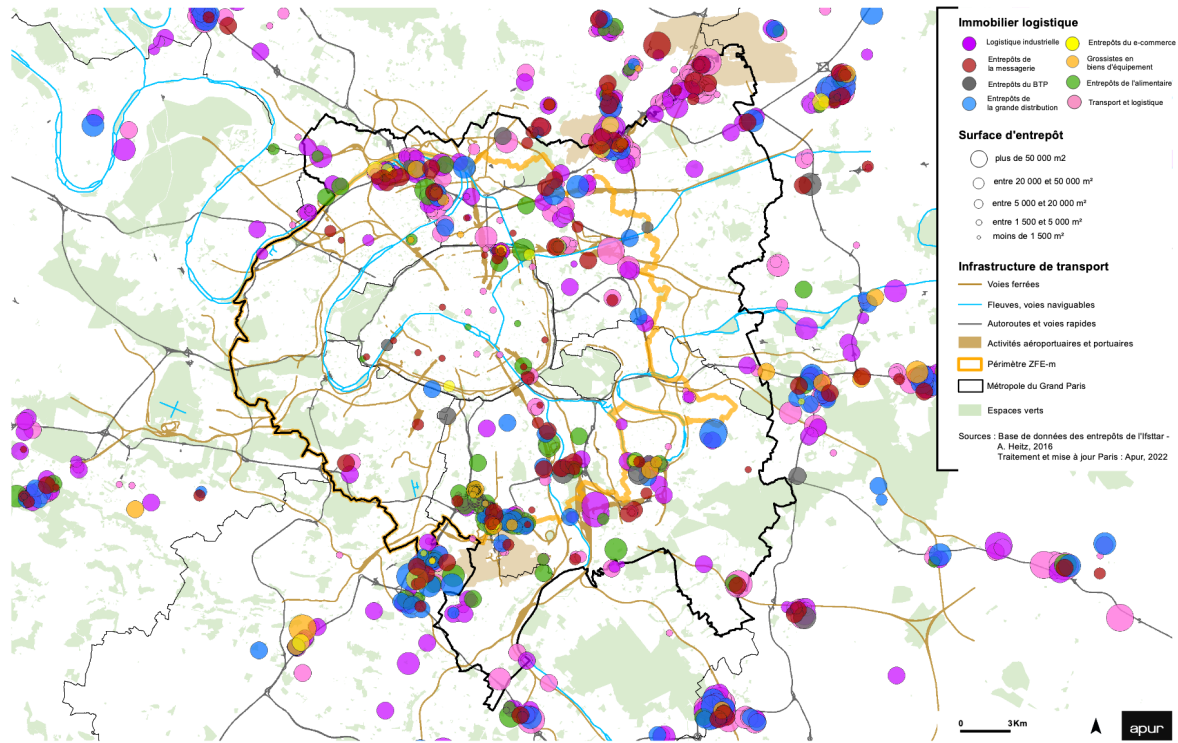 Immobilier logistique
Logistique industrielle
Entrepôts de
la messagerie
Entrepôts du BTP
Entrepôts de
la grande distribution
Entrepôts du e-commerce
Grossistes en
biens d'équipement
Entrepôts de l'alimentaire
Transport et logistique
Surface d'entrepôt
plus de 50 000 m2
entre 20 000 et 50 000 m²
entre 5 000 et 20 000 m²
entre 1 500 et 5 000 m²
moins de 1 500 m²
Infrastructure de transport
Voies ferrées
Fleuves, voies naviguables
Autoroutes et voies rapides
Activités aéroportuaires et portuaires
Périmètre ZFE-m
Métropole du Grand Paris
Espaces verts
Sources : Base de données des entrepôts de l'Ifsttar -
A. Heitz, 2016
Traitement et mise à jour Paris : Apur, 2022
0 3 Km
apur